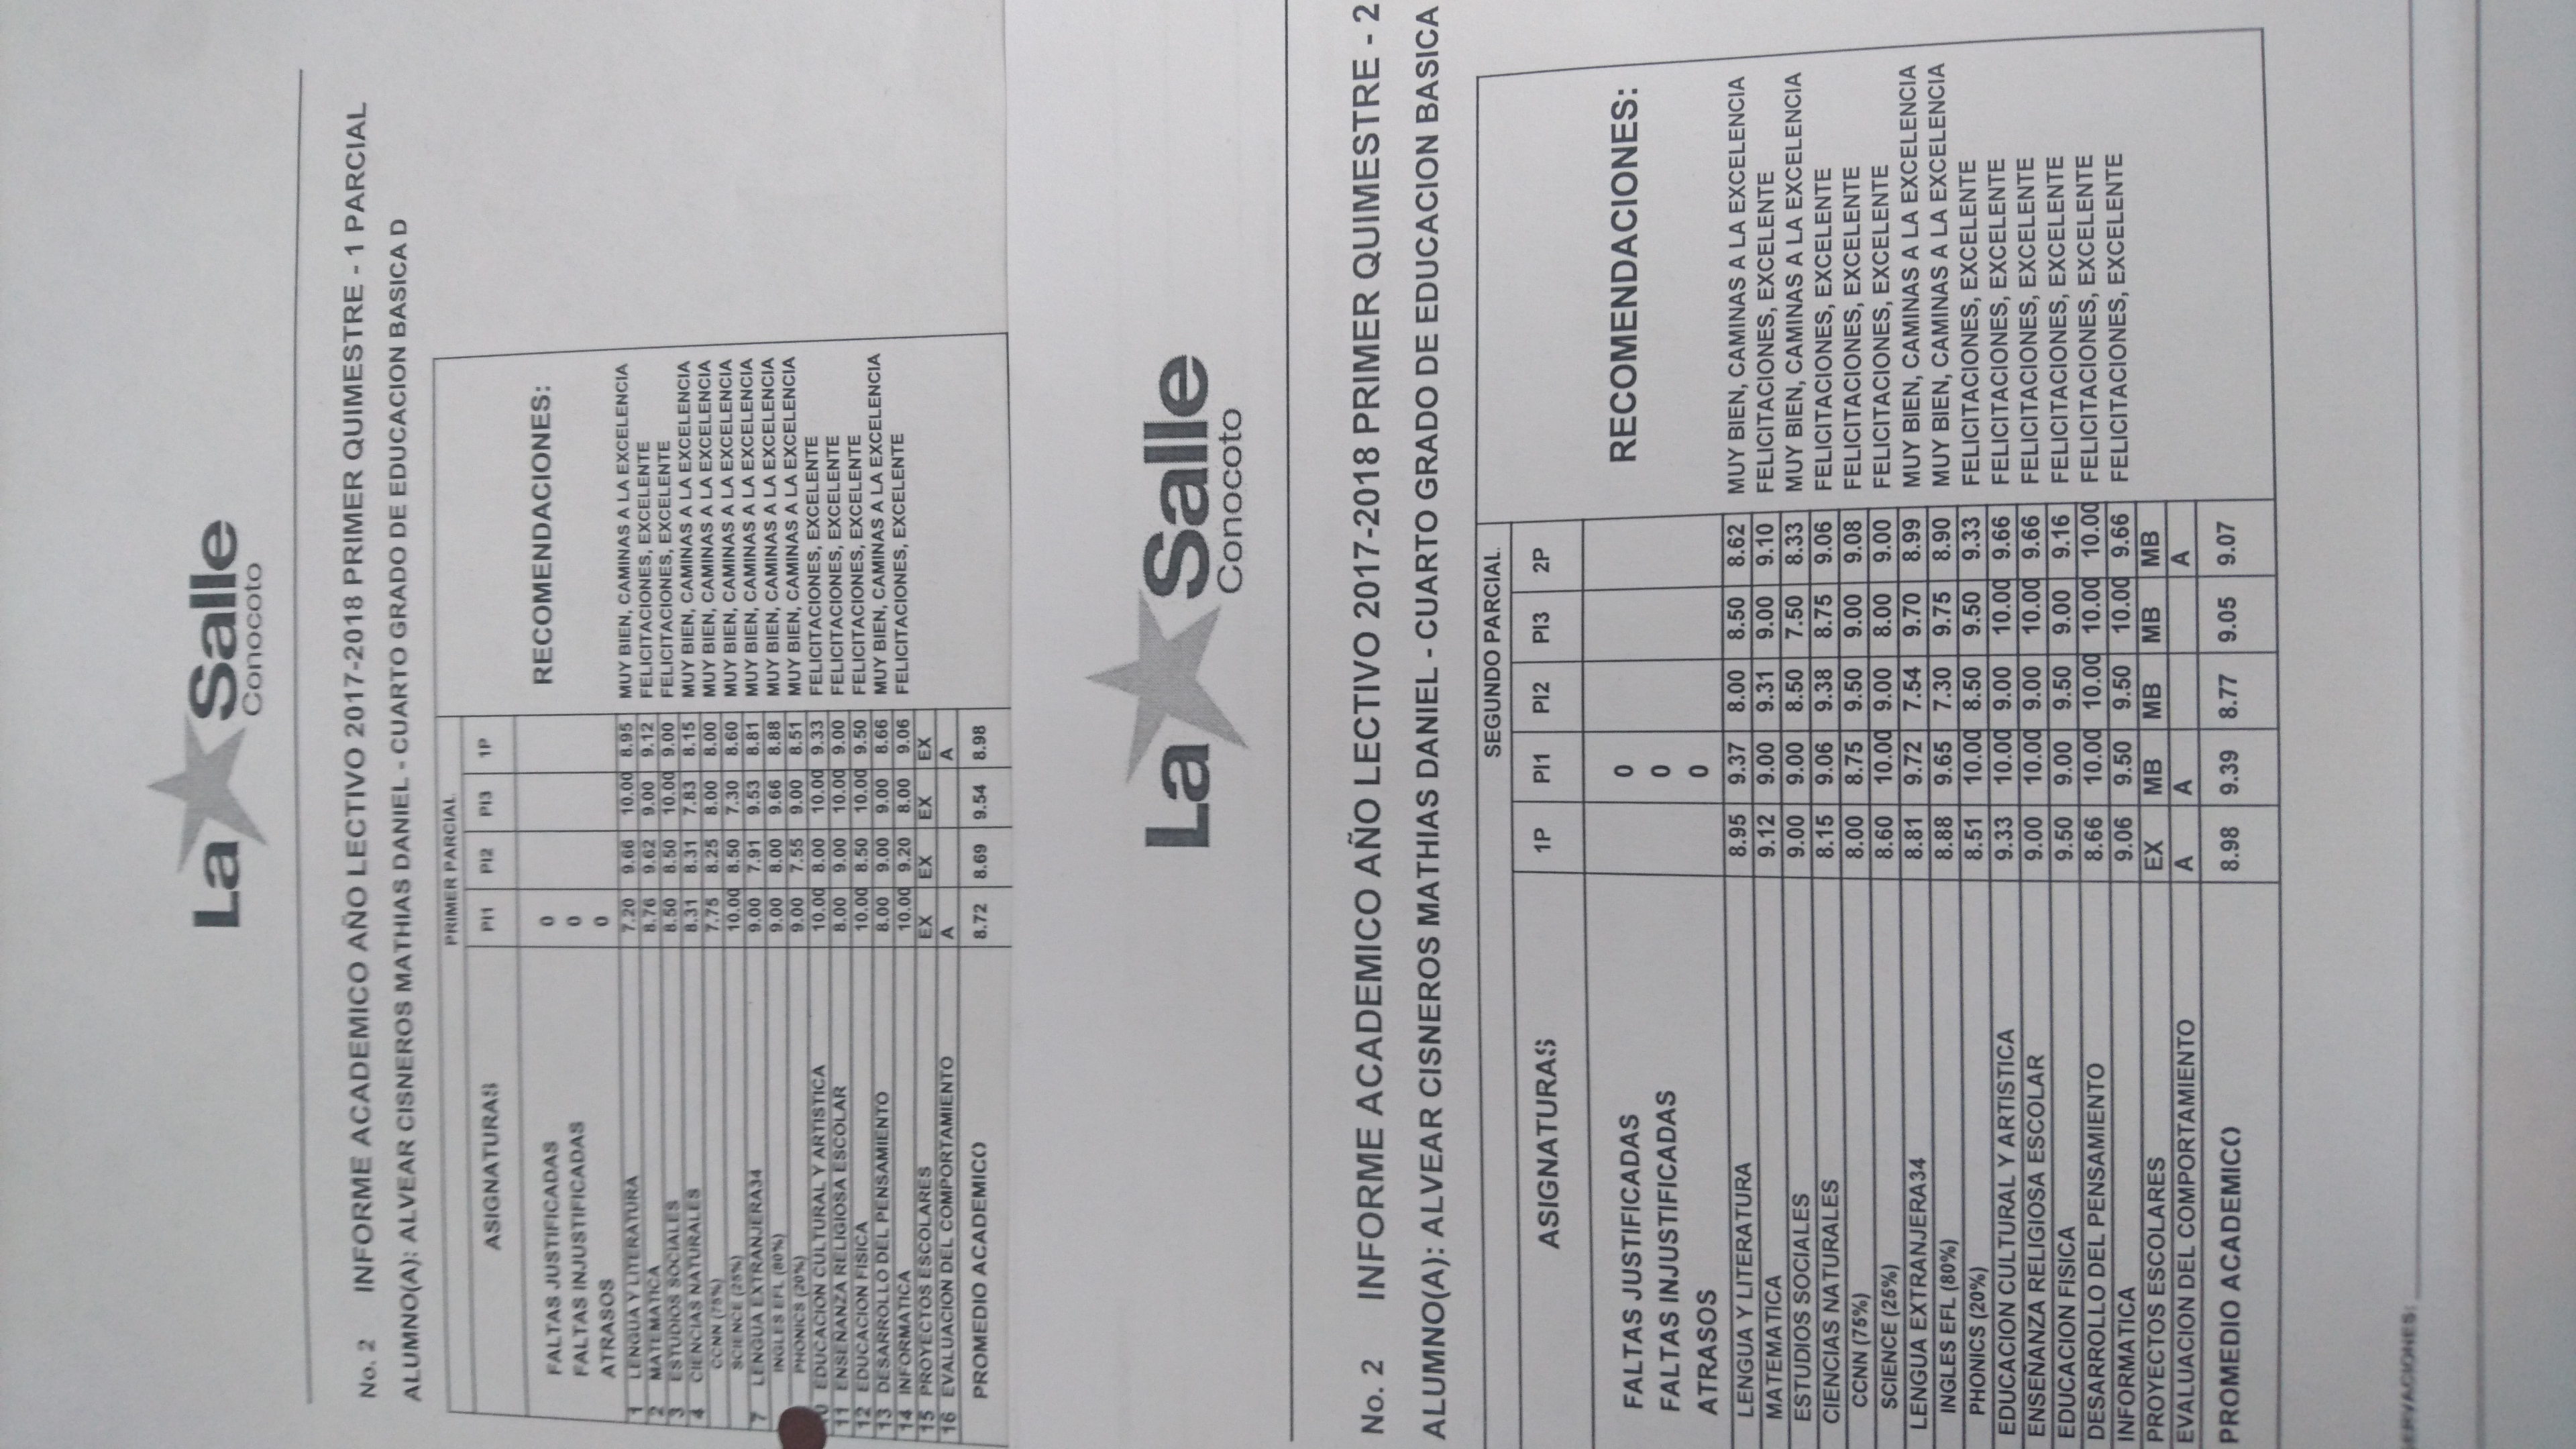 La Salle
Conocoto
No. 2 INFORME ACADEMICO AÑO LECTIVO 2017-2018 PRIMER QUIMESTRE - 1 PARCIAL
ALUMNO(A): ALVEAR CISNEROS MATHIAS DANIEL - CUARTO GRADO DE EDUCACION BASICA D
PRIMER PARCIAL.
ASIGNATURAS PI1 PI2 PI3 1P
RECOMENDACIONES:
FALTAS JUSTIFICADAS 0
FALTAS INJUSTIFICADAS 0
ATRASOS 0
1 LENGUA Y LITERATURA 7.20 9.66 10.00 8.95 MUY BIEN, CAMINAS A LA EXCELENCIA
2 MATEMATICA 8.76 9.62 9.00 9.12 FELICITACIONES, EXCELENTE
3 ESTUDIOS SOCIALES 8.50 8.50 10.00 9.00 FELICITACIONES, EXCELENTE
4 CIENCIAS NATURALES 8.31 8.31 7.83 8.15 MUY BIEN, CAMINAS A LA EXCELENCIA
CCNN (75%) 7.75 8.25 8.00 8.00 MUY BIEN, CAMINAS A LA EXCELENCIA
SCIENCE (25%) 10.00 8.50 7.30 8.60 MUY BIEN, CAMINAS A LA EXCELENCIA
7 LENGUA EXTRANJERA34 9.00 7.91 9.53 8.81 MUY BIEN, CAMINAS A LA EXCELENCIA
INGLES EFL (80%) 9.00 8.00 9.66 8.88 MUY BIEN, CAMINAS A LA EXCELENCIA
PHONICS (20%) 9.00 7.55 9.00 8.51 MUY BIEN, CAMINAS A LA EXCELENCIA
0 EDUCACION CULTURAL Y ARTISTICA 10.00 8.00 10.00 9.33 FELICITACIONES, EXCELENTE
11 ENSEÑANZA RELIGIOSA ESCOLAR 8.00 9.00 10.00 9.00 FELICITACIONES, EXCELENTE
12 EDUCACION FISICA 10.00 8.50 10.00 9.50 FELICITACIONES, EXCELENTE
13 DESARROLLO DEL PENSAMIENTO 8.00 9.00 9.00 8.66 MUY BIEN, CAMINAS A LA EXCELENCIA
14 INFORMATICA 10.00 9.20 8.00 9.06 FELICITACIONES, EXCELENTE
15 PROYECTOS ESCOLARES EX EX EX EX
16 EVALUACION DEL COMPORTAMIENTO A A
PROMEDIO ACADEMICO 8.72 8.69 9.54 8.98
La Salle
Conocoto
No. 2 INFORME ACADEMICO AÑO LECTIVO 2017-2018 PRIMER QUIMESTRE - 2
ALUMNO(A): ALVEAR CISNEROS MATHIAS DANIEL - CUARTO GRADO DE EDUCACION BASICA
SEGUNDO PARCIAL.
ASIGNATURAS 1P PI1 PI2 PI3 2P
RECOMENDACIONES:
FALTAS JUSTIFICADAS 0
FALTAS INJUSTIFICADAS 0
ATRASOS 0
LENGUA Y LITERATURA 8.95 9.37 8.00 8.50 8.62 MUY BIEN, CAMINAS A LA EXCELENCIA
MATEMATICA 9.12 9.00 9.31 9.00 9.10 FELICITACIONES, EXCELENTE
ESTUDIOS SOCIALES 9.00 9.00 8.50 7.50 8.33 MUY BIEN, CAMINAS A LA EXCELENCIA
CIENCIAS NATURALES 8.15 9.06 9.38 8.75 9.06 FELICITACIONES, EXCELENTE
CCNN (75%) 8.00 8.75 9.50 9.00 9.08 FELICITACIONES, EXCELENTE
SCIENCE (25%) 8.60 10.00 9.00 8.00 9.00 FELICITACIONES, EXCELENTE
LENGUA EXTRANJERA34 8.81 9.72 7.54 9.70 8.99 MUY BIEN, CAMINAS A LA EXCELENCIA
INGLES EFL (80%) 8.88 9.65 7.30 9.75 8.90 MUY BIEN, CAMINAS A LA EXCELENCIA
PHONICS (20%) 8.51 10.00 8.50 9.50 9.33 FELICITACIONES, EXCELENTE
EDUCACION CULTURAL Y ARTISTICA 9.33 10.00 9.00 10.00 9.66 FELICITACIONES, EXCELENTE
ENSEÑANZA RELIGIOSA ESCOLAR 9.00 10.00 9.00 10.00 9.66 FELICITACIONES, EXCELENTE
EDUCACION FISICA 9.50 9.00 9.50 9.00 9.16 FELICITACIONES, EXCELENTE
DESARROLLO DEL PENSAMIENTO 8.66 10.00 10.00 10.00 10.00 FELICITACIONES, EXCELENTE
INFORMATICA 9.06 9.50 9.50 10.00 9.66 FELICITACIONES, EXCELENTE
PROYECTOS ESCOLARES EX MB MB MB MB
EVALUACION DEL COMPORTAMIENTO A A A
PROMEDIO ACADEMICO 8.98 9.39 8.77 9.05 9.07
SERVACIONES: